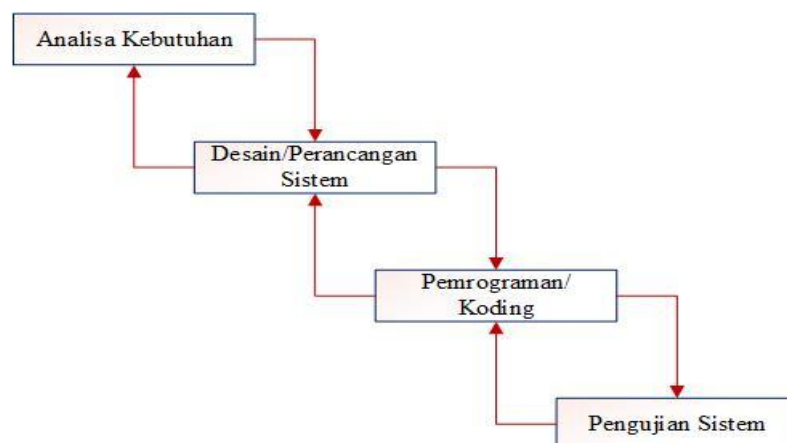 Analisa Kebutuhan
Desain/Perancangan
Sistem
Pemrograman/
Koding
Pengujian Sistem